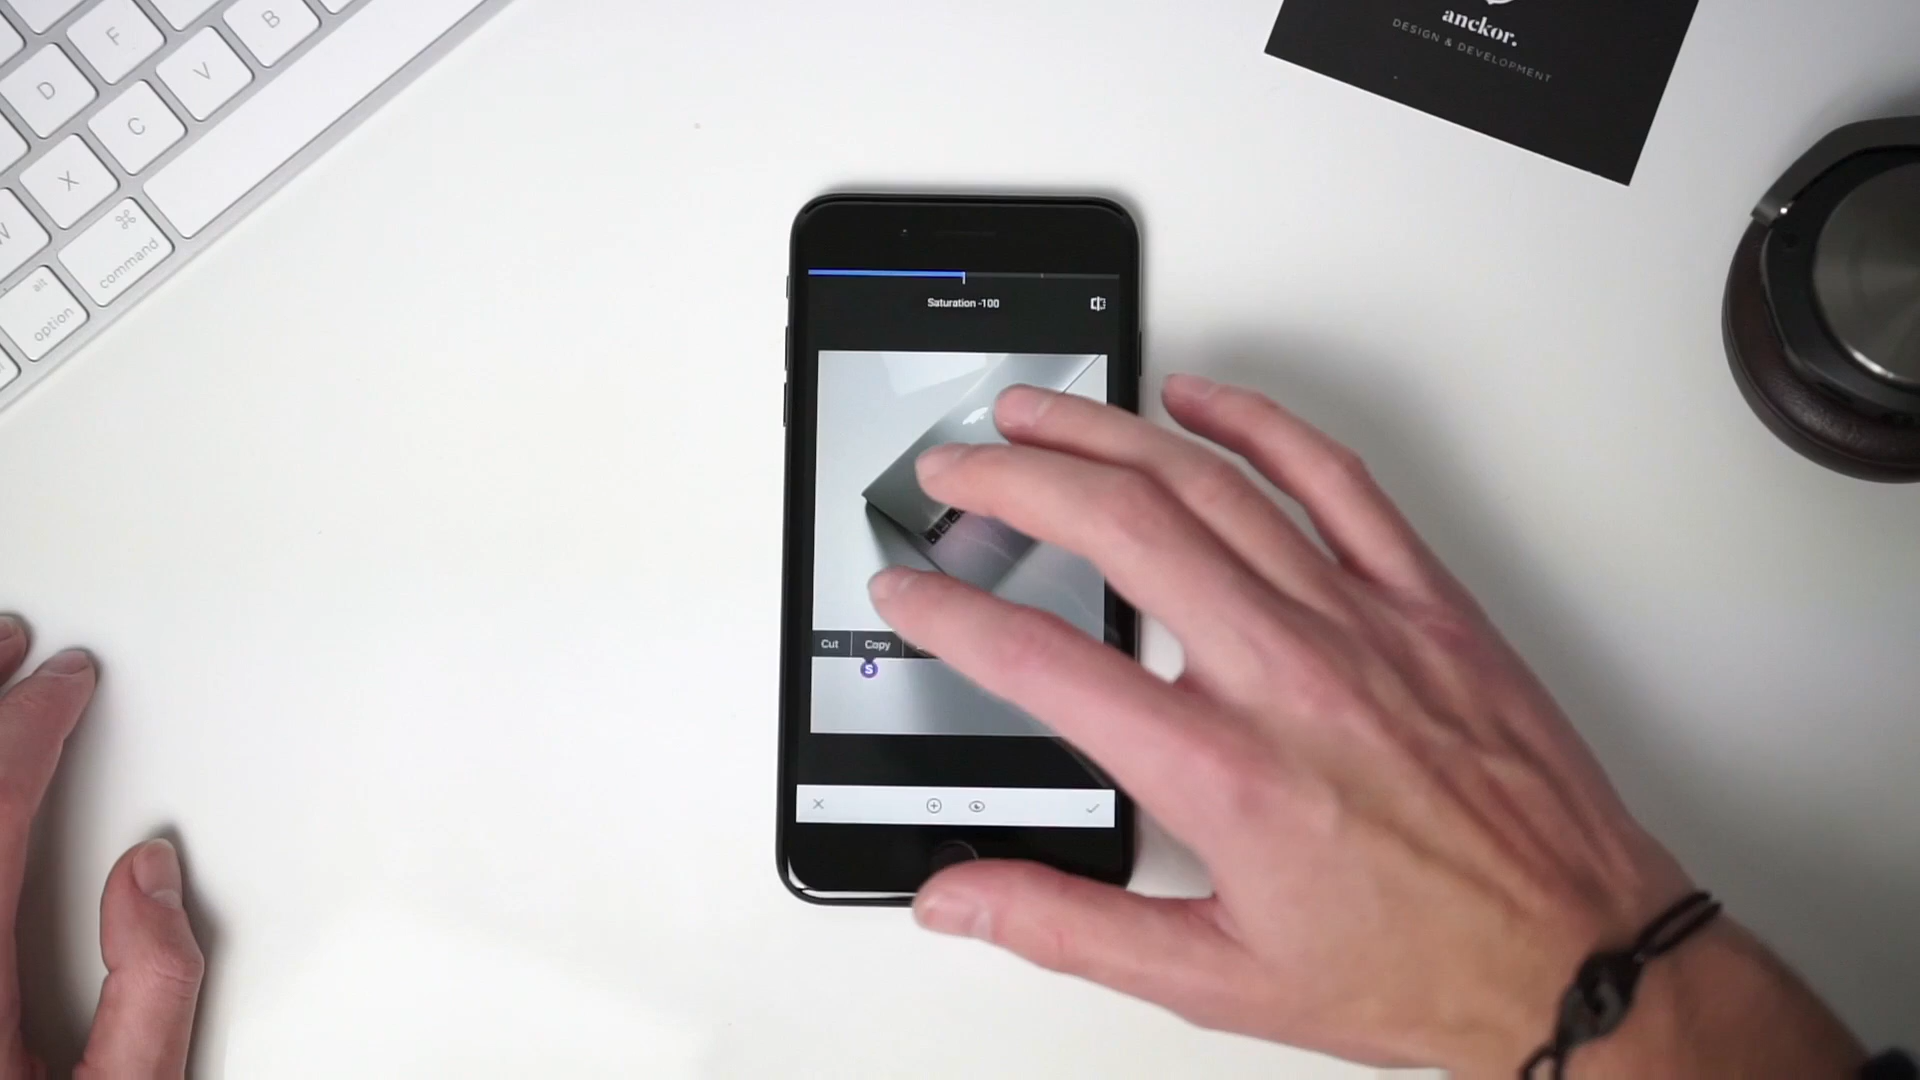 anckor.
DESIGN & DEVELOPMENT
F
B
D
V
C
X
W
⌘
command
alt
option
Saturation -100
Cut
Copy
S